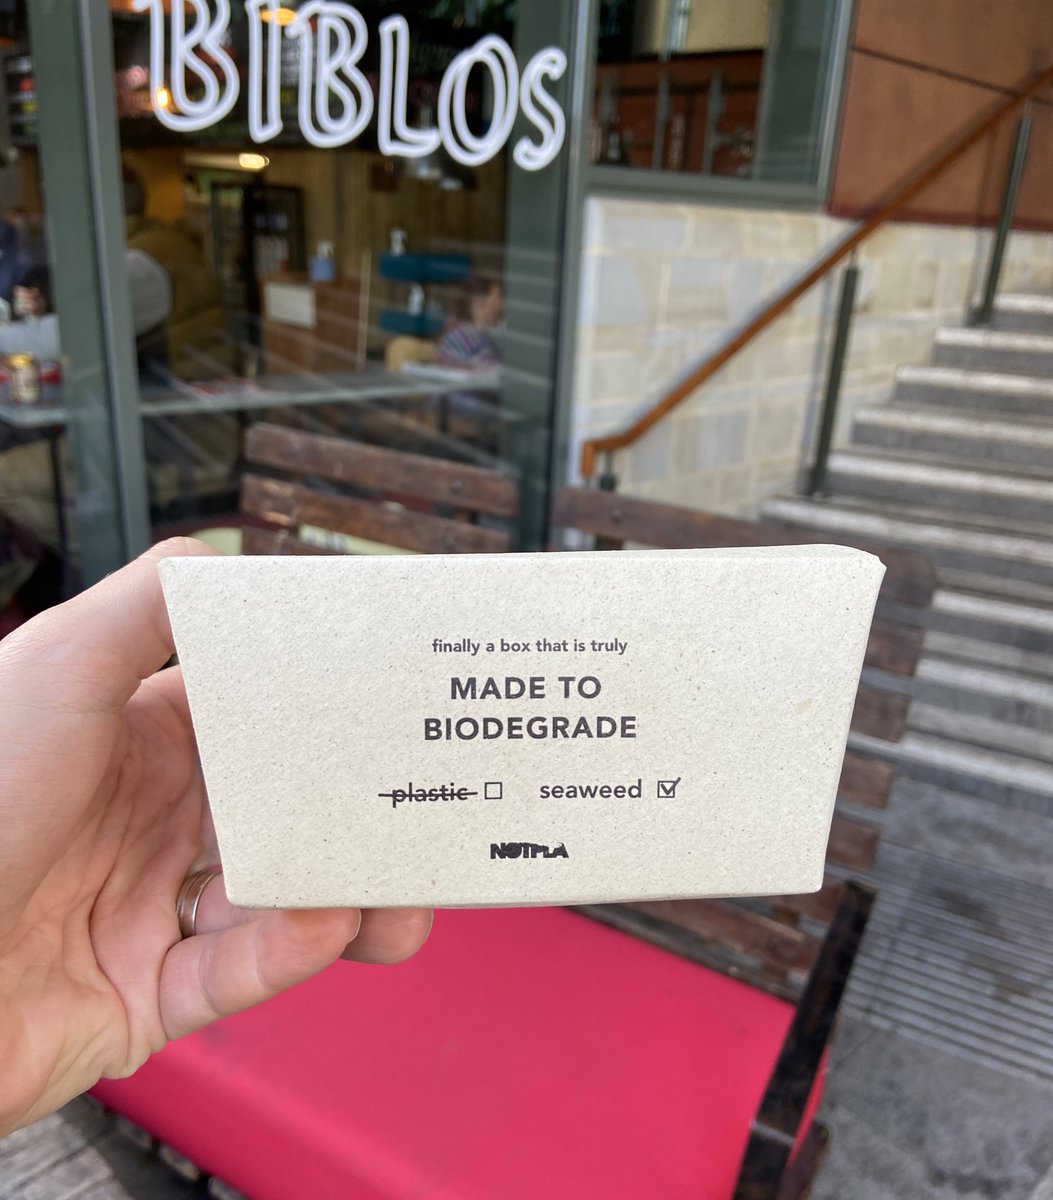 BIBLOS
finally a box that is truly
MADE TO
BIODEGRADE
plastic ☐ seaweed ☑
NOTPLA